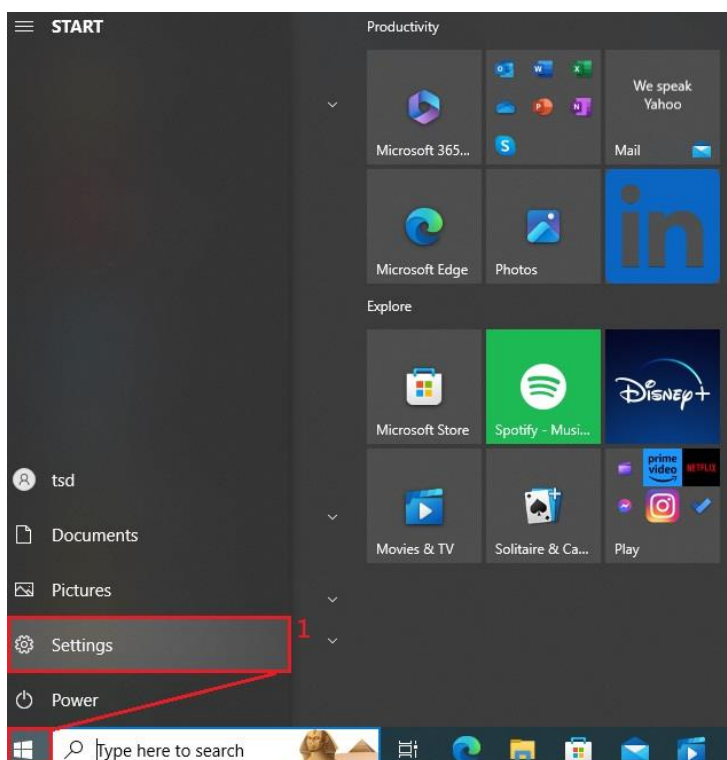 START
Productivity
We speak
Yahoo
Microsoft 365...
Mail
Microsoft Edge
Photos
in
Explore
Microsoft Store
Spotify - Musi...
Disney+
prime
video
NETFLIX
Movies & TV
Solitaire & Ca...
Play
tsd
Documents
Pictures
Settings
1
Power
Type here to search